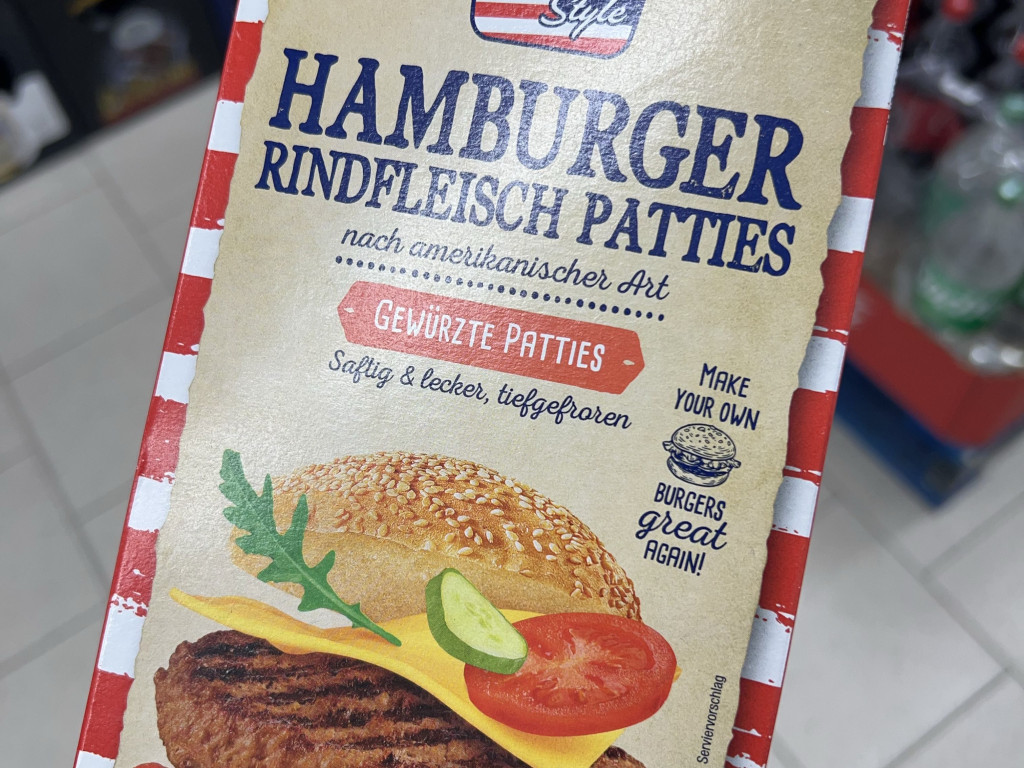 Style
HAMBURGER
RINDFLEISCH PATTIES
nach amerikanischer Art
GEWÜRZTE PATTIES
Saftig & lecker, tiefgefroren
MAKE
YOUR OWN
BURGERS
great
AGAIN!
Serviervorschlag